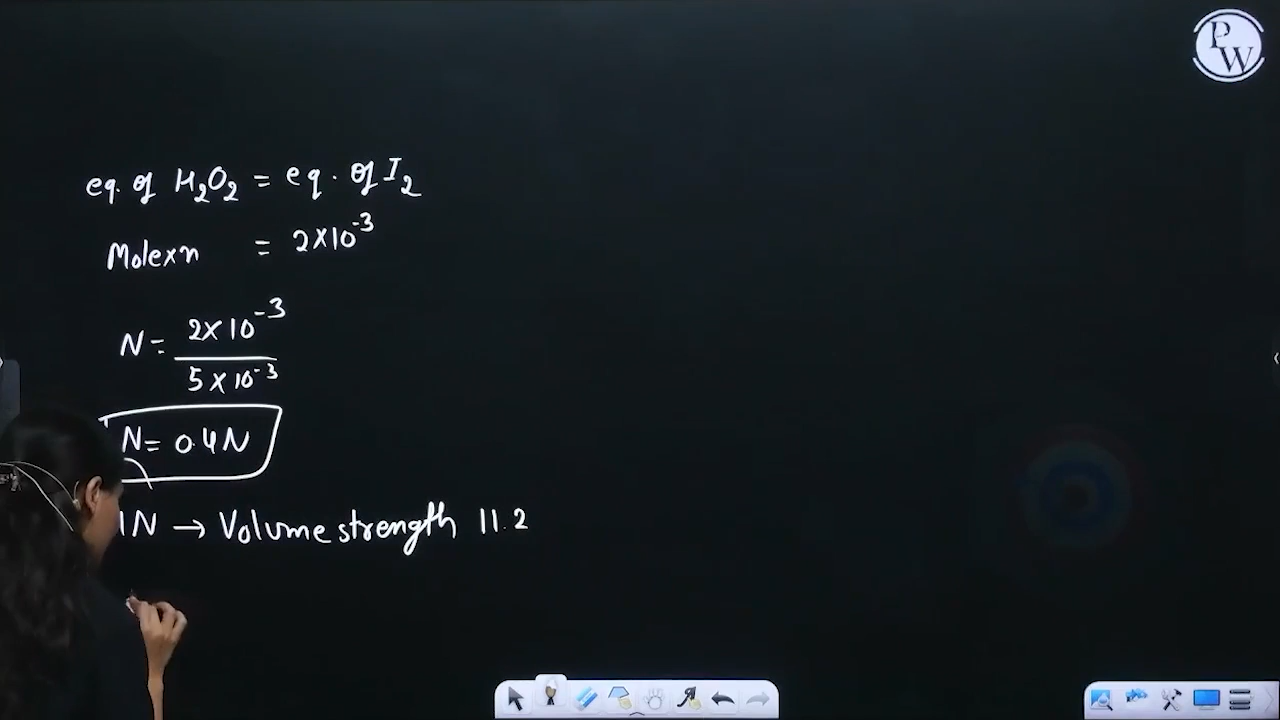 PW
eq. of H₂O₂ = eq. of I₂
Molexn = 2×10⁻³
N = 2×10⁻³ / 5×10⁻³
N = 0.4N
1N → Volume strength 11.2